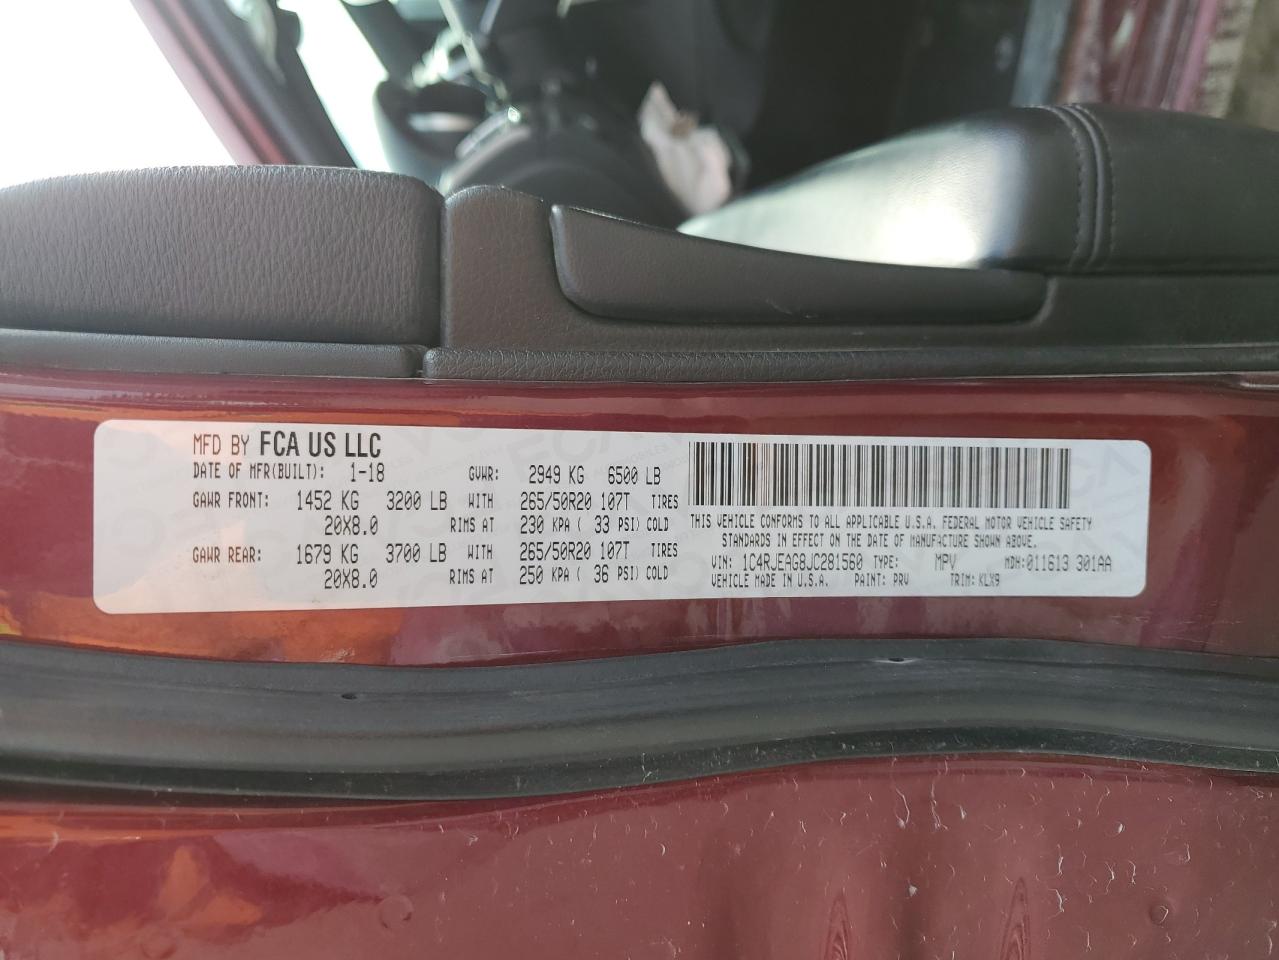 MFD BY FCA US LLC
DATE OF MFR(BUILT): 1-18 GVWR: 2949 KG 6500 LB
GAWR FRONT: 1452 KG 3200 LB WITH 265/50R20 107T TIRES
20X8.0 RIMS AT 230 KPA ( 33 PSI) COLD
GAWR REAR: 1679 KG 3700 LB WITH 265/50R20 107T TIRES
20X8.0 RIMS AT 250 KPA ( 36 PSI) COLD
THIS VEHICLE CONFORMS TO ALL APPLICABLE U.S.A. FEDERAL MOTOR VEHICLE SAFETY
STANDARDS IN EFFECT ON THE DATE OF MANUFACTURE SHOWN ABOVE.
VIN: 1C4RJEAG8JC281560 TYPE: MPV MDH:011613 301AA
VEHICLE MADE IN U.S.A. PAINT: PRV TRIM: KLX9